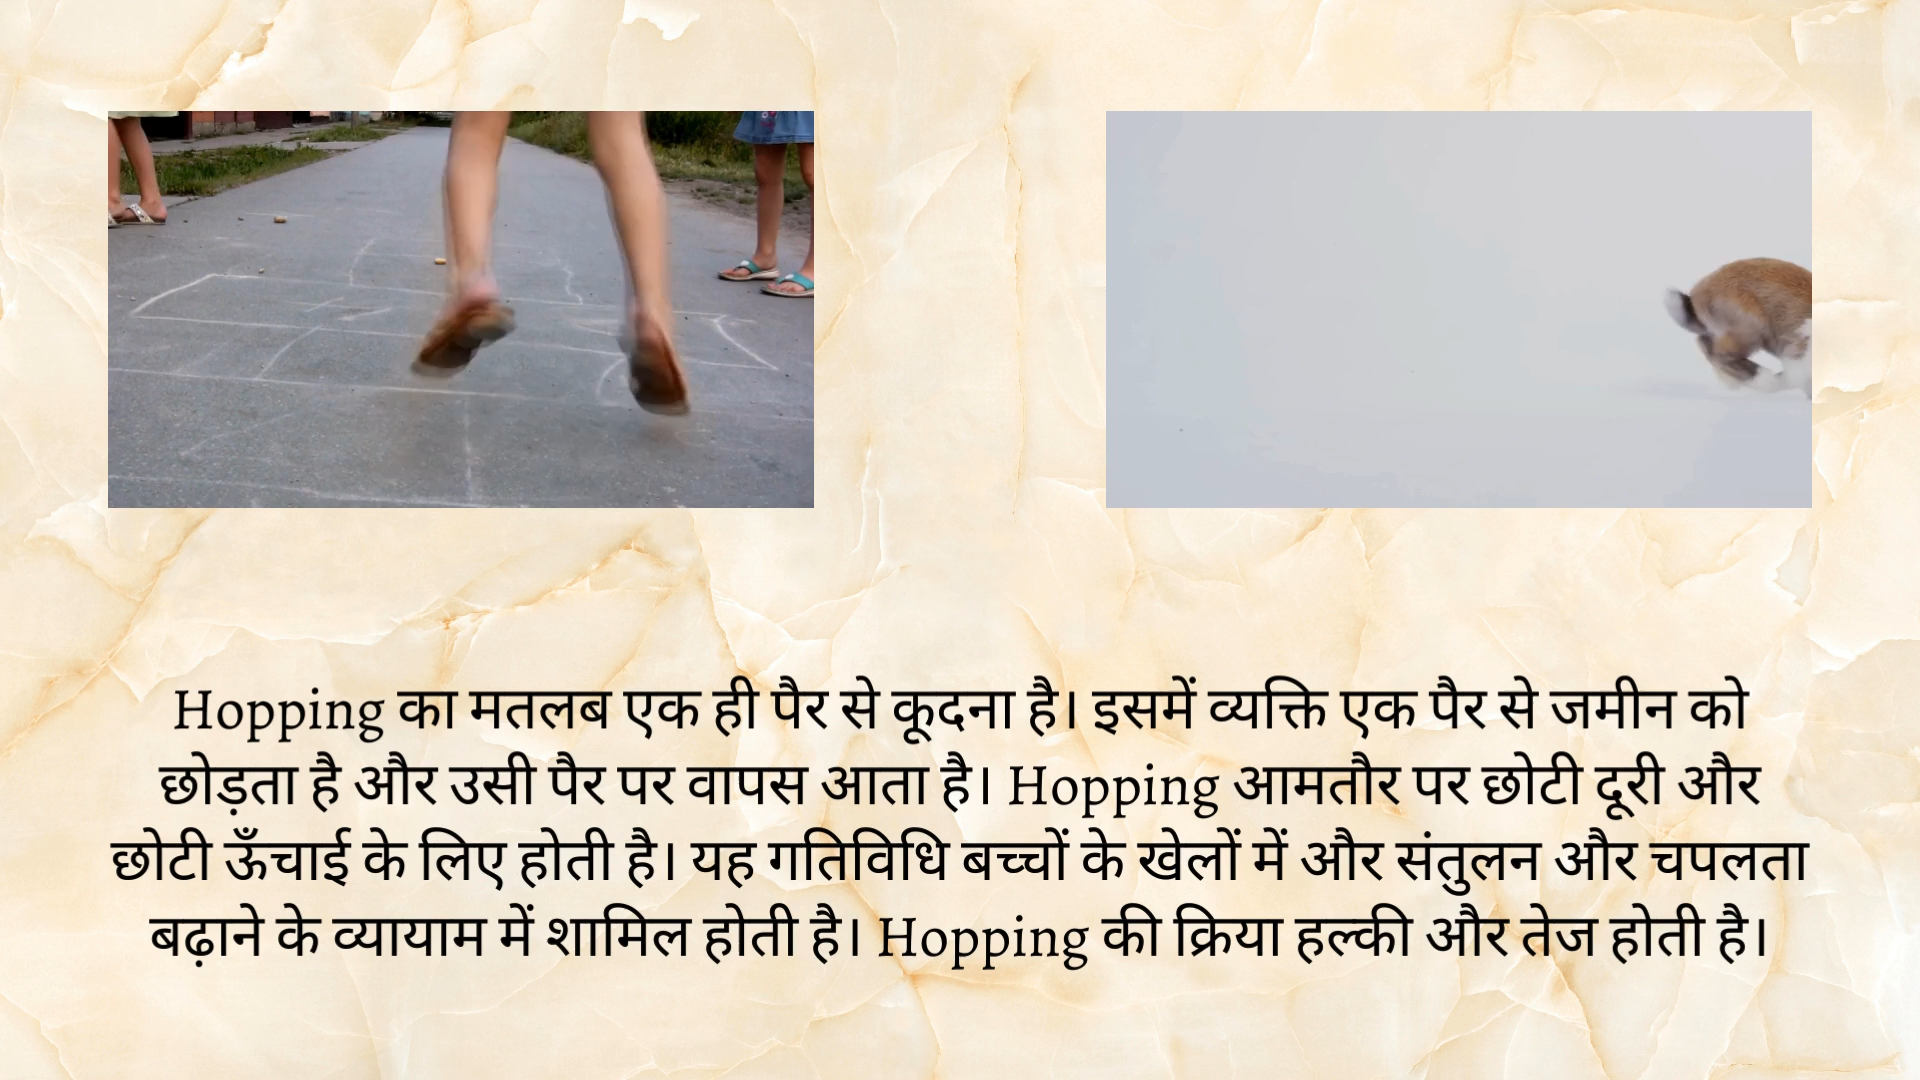 Hopping का मतलब एक ही पैर से कूदना है। इसमें व्यक्ति एक पैर से जमीन को
छोड़ता है और उसी पैर पर वापस आता है। Hopping आमतौर पर छोटी दूरी और
छोटी ऊँचाई के लिए होती है। यह गतिविधि बच्चों के खेलों में और संतुलन और चपलता
बढ़ाने के व्यायाम में शामिल होती है। Hopping की क्रिया हल्की और तेज होती है।